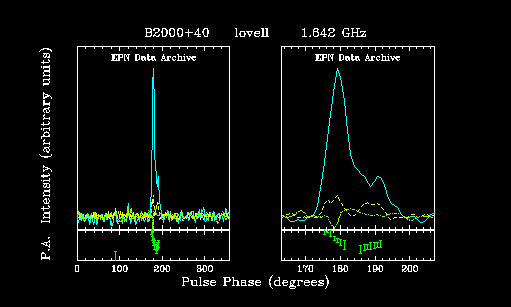 B2000+40 lovell 1.642 GHz
EPN Data Archive EPN Data Archive
Intensity (arbitrary units)
P.A.
0 100 200 300 170 180 190 200
Pulse Phase (degrees)